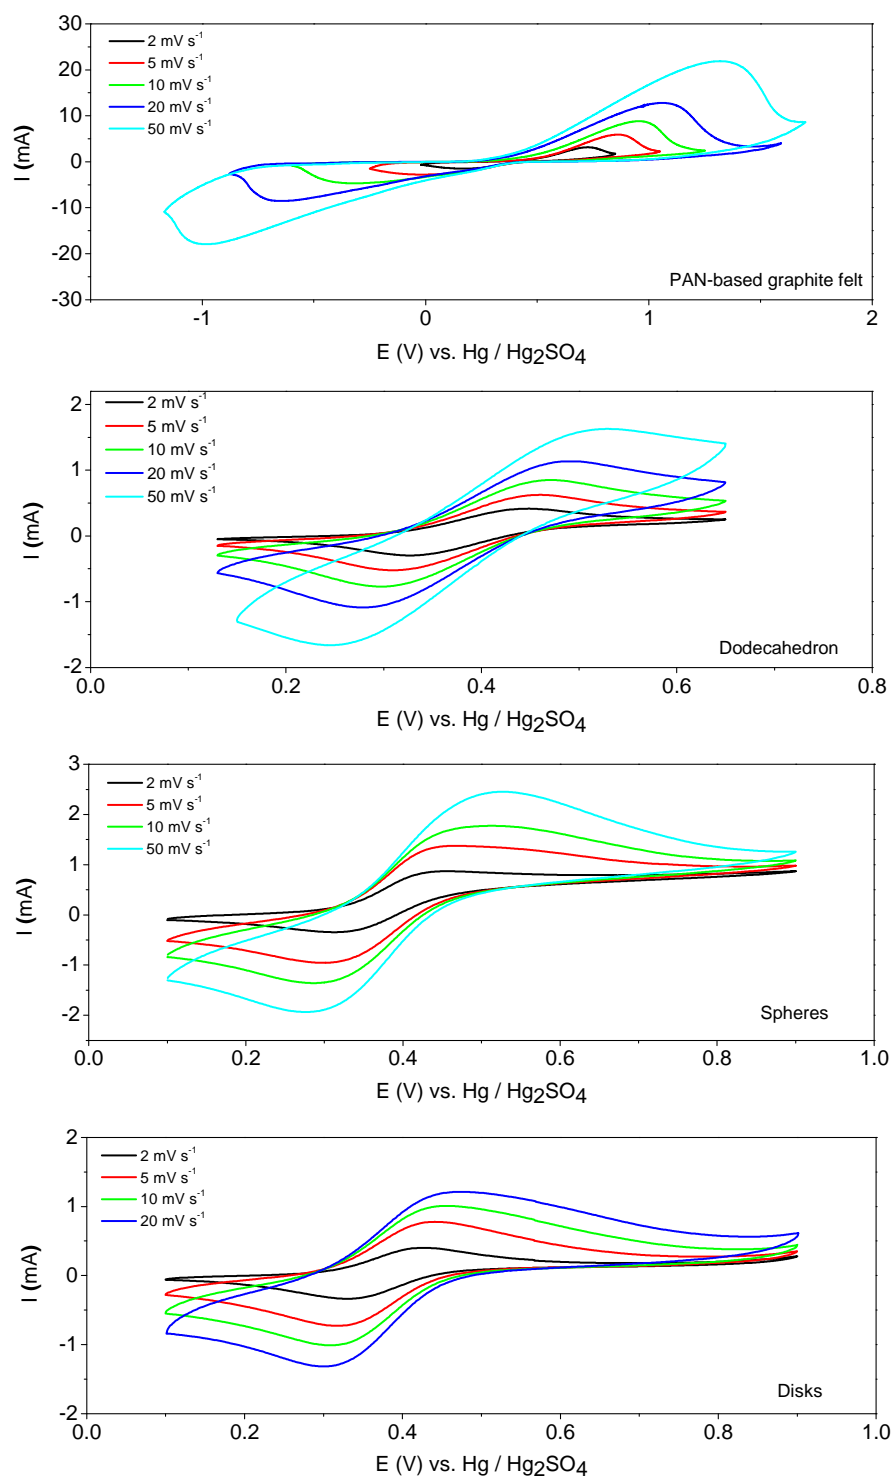 30
20
10
0
-10
-20
-30
2 mV s-1
5 mV s-1
10 mV s-1
20 mV s-1
50 mV s-1
I (mA)
PAN-based graphite felt
-1
0
1
2
E (V) vs. Hg / Hg2SO4
2
1
0
-1
-2
2 mV s-1
5 mV s-1
10 mV s-1
20 mV s-1
50 mV s-1
I (mA)
Dodecahedron
0.0
0.2
0.4
0.6
0.8
E (V) vs. Hg / Hg2SO4
3
2
1
0
-1
-2
2 mV s-1
5 mV s-1
10 mV s-1
50 mV s-1
I (mA)
Spheres
0.0
0.2
0.4
0.6
0.8
1.0
E (V) vs. Hg / Hg2SO4
2
1
0
-1
-2
2 mV s-1
5 mV s-1
10 mV s-1
20 mV s-1
I (mA)
Disks
0.0
0.2
0.4
0.6
0.8
1.0
E (V) vs. Hg / Hg2SO4